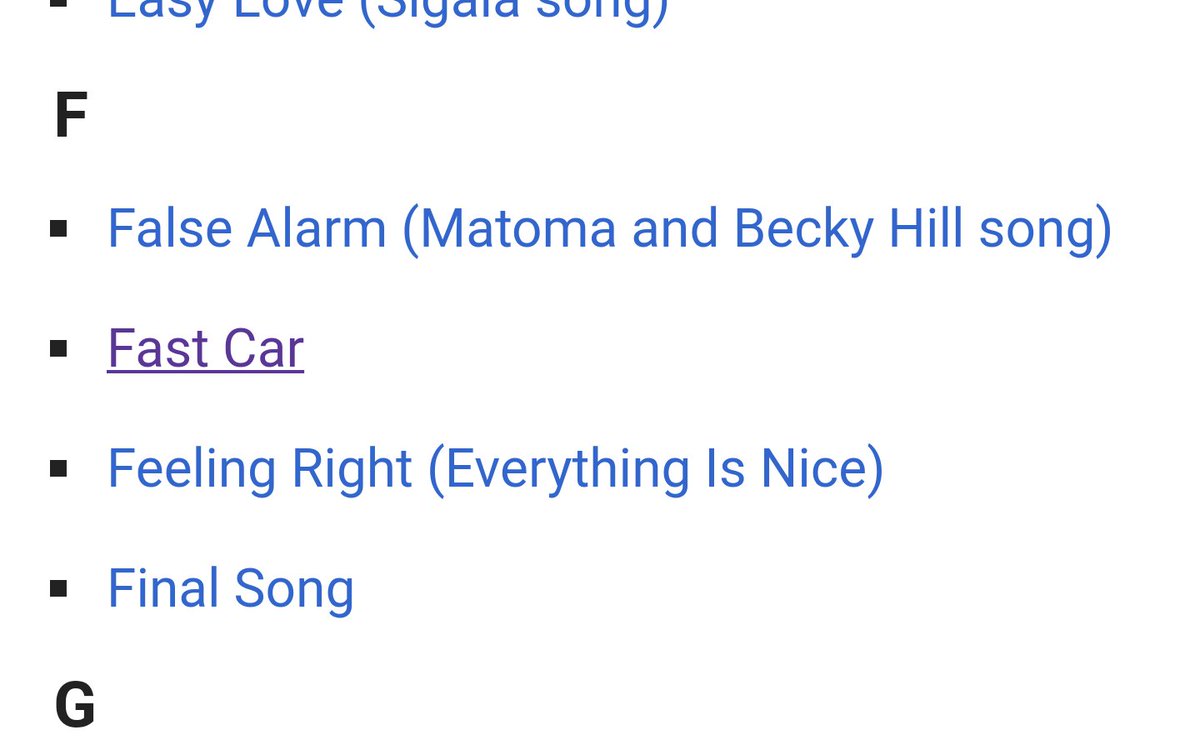 Easy Love (Sigala song)
F
False Alarm (Matoma and Becky Hill song)
Fast Car
Feeling Right (Everything Is Nice)
Final Song
G